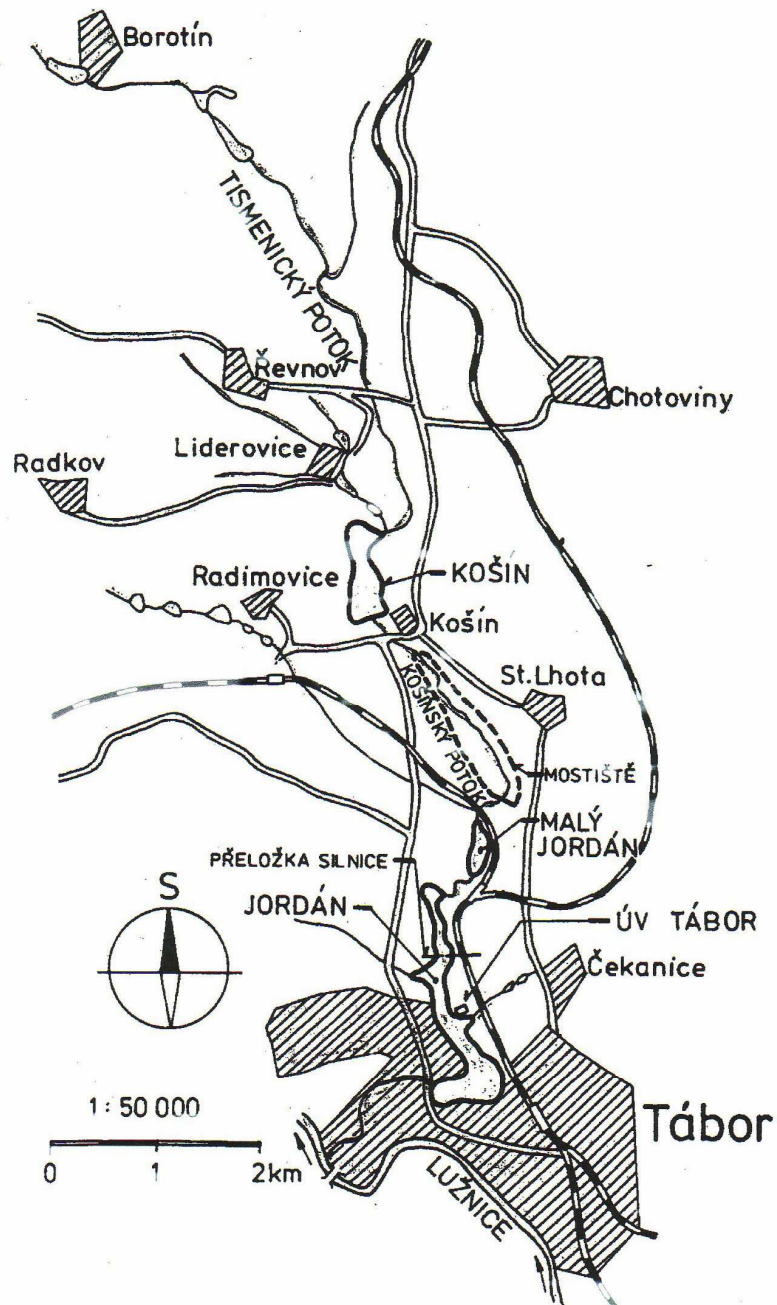 Borotín
TISMENICKÝ POTOK
Řevnov
Chotoviny
Liderovice
Radkov
Radimovice
KOŠÍN
Košín
St. Lhota
KOŠÍNSKÝ POTOK
MOSTIŠTĚ
MALÝ
JORDÁN
PŘELOŽKA SILNICE
S
JORDÁN
ÚV TÁBOR
Čekanice
1: 50 000
Tábor
0 1 2km
LUŽNICE